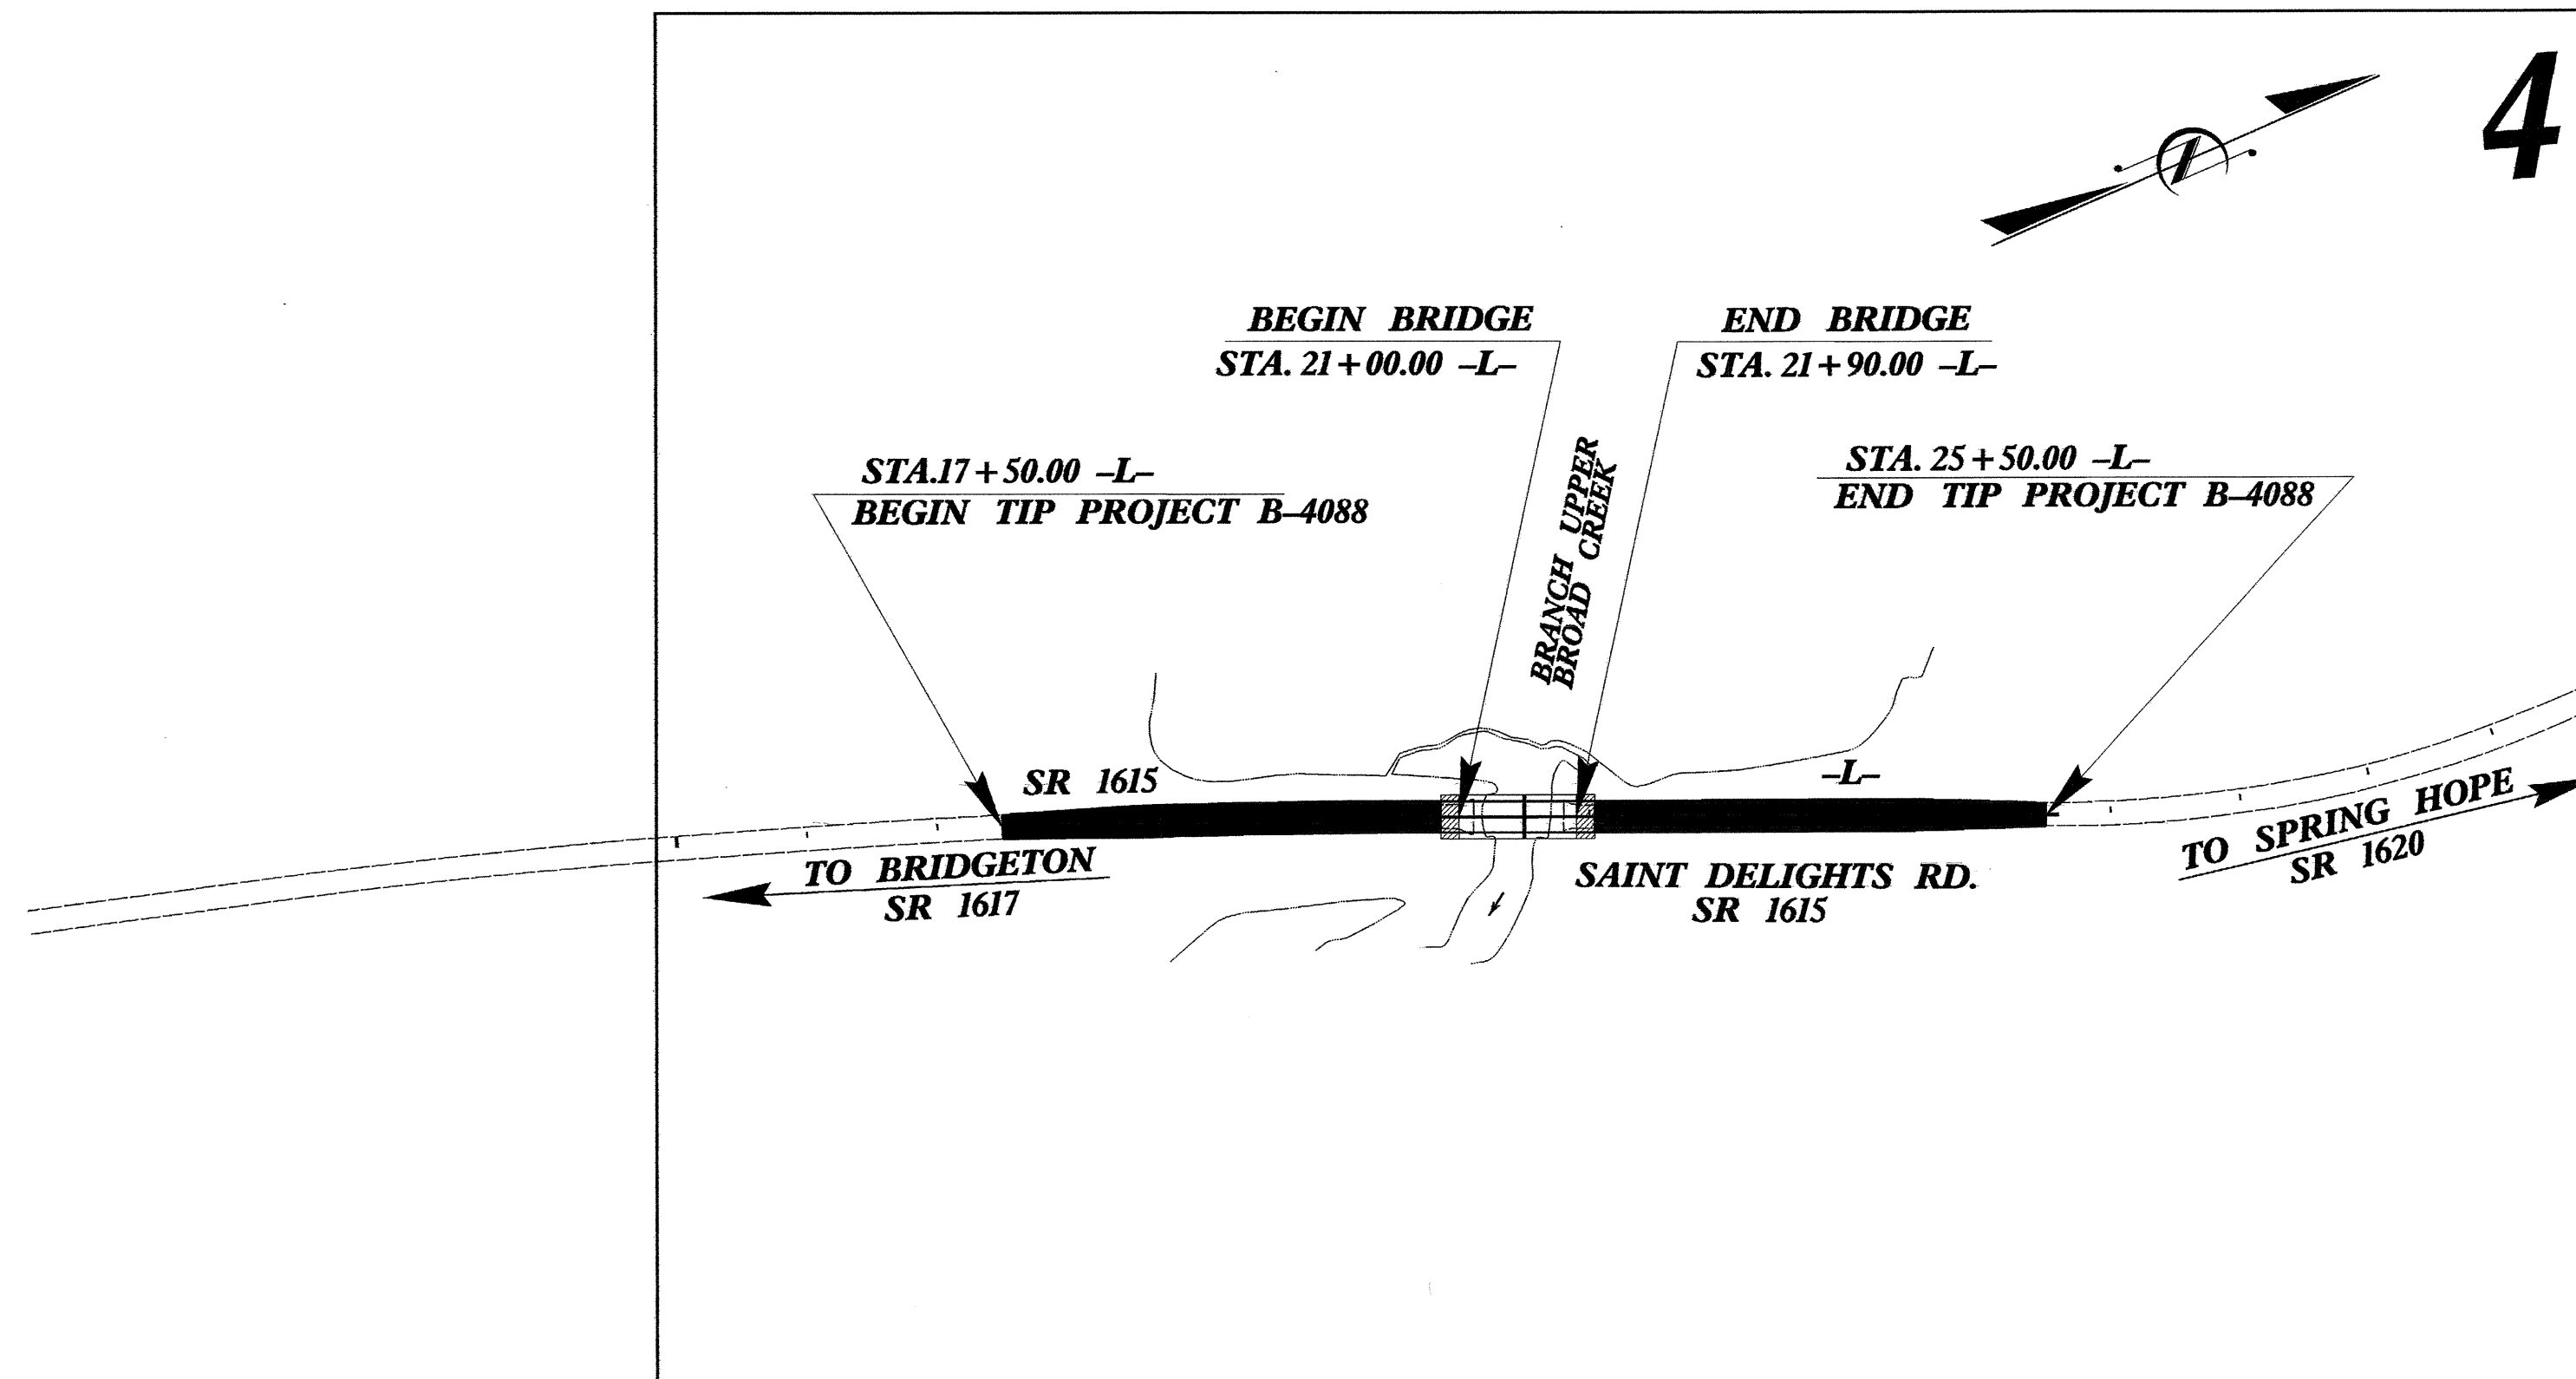 4
BEGIN BRIDGE
STA. 21+00.00 –L–
END BRIDGE
STA. 21+90.00 –L–
STA.17+50.00 –L–
BEGIN TIP PROJECT B–4088
STA. 25+50.00 –L–
END TIP PROJECT B–4088
BRANCH UPPER
BROAD CREEK
SR 1615
–L–
TO BRIDGETON
SR 1617
SAINT DELIGHTS RD.
SR 1615
TO SPRING HOPE
SR 1620